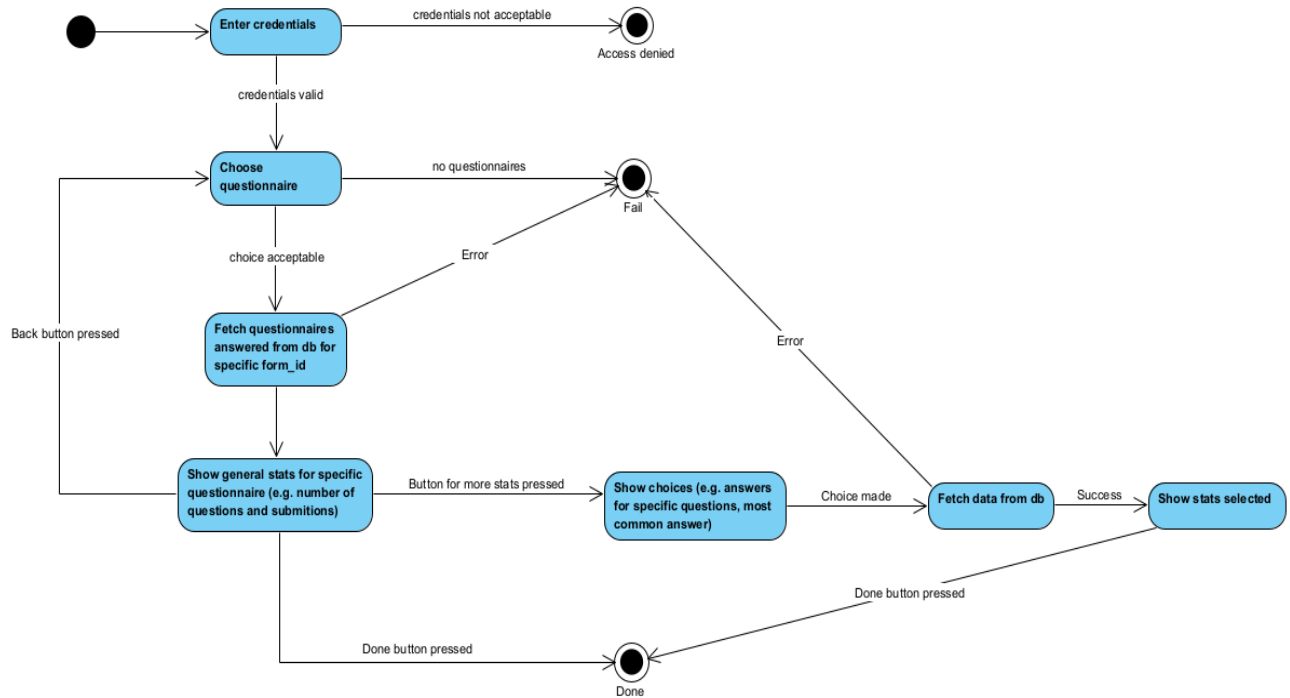 Enter credentials
credentials not acceptable
Access denied
credentials valid
Choose
questionnaire
no questionnaires
Fail
choice acceptable
Error
Back button pressed
Fetch questionnaires
answered from db for
specific form_id
Error
Show general stats for specific
questionnaire (e.g. number of
questions and submitions)
Button for more stats pressed
Show choices (e.g. answers
for specific questions, most
common answer)
Choice made
Fetch data from db
Success
Show stats selected
Done button pressed
Done button pressed
Done